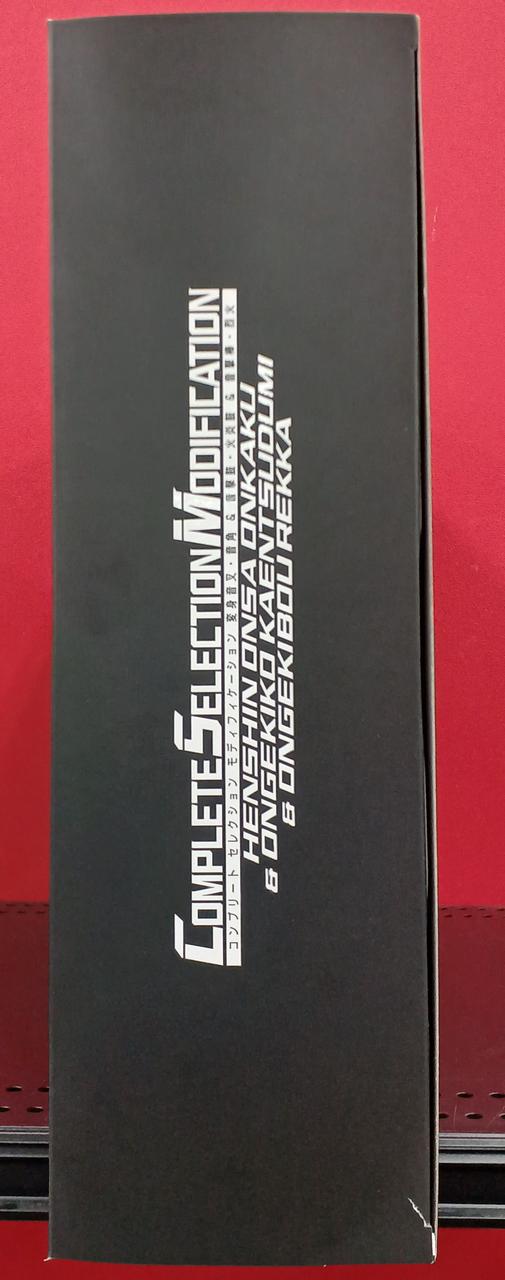 COMPLETE SELECTION MODIFICATION
コンプリート セレクション モディフィケーション 変身音叉・音角 & 音撃鼓・火炎鼓 & 音撃棒・烈火
HENSHIN ONSA ONKAKU
& ONGEKIKO KAENTSUDUMI
& ONGEKIBOU REKKA